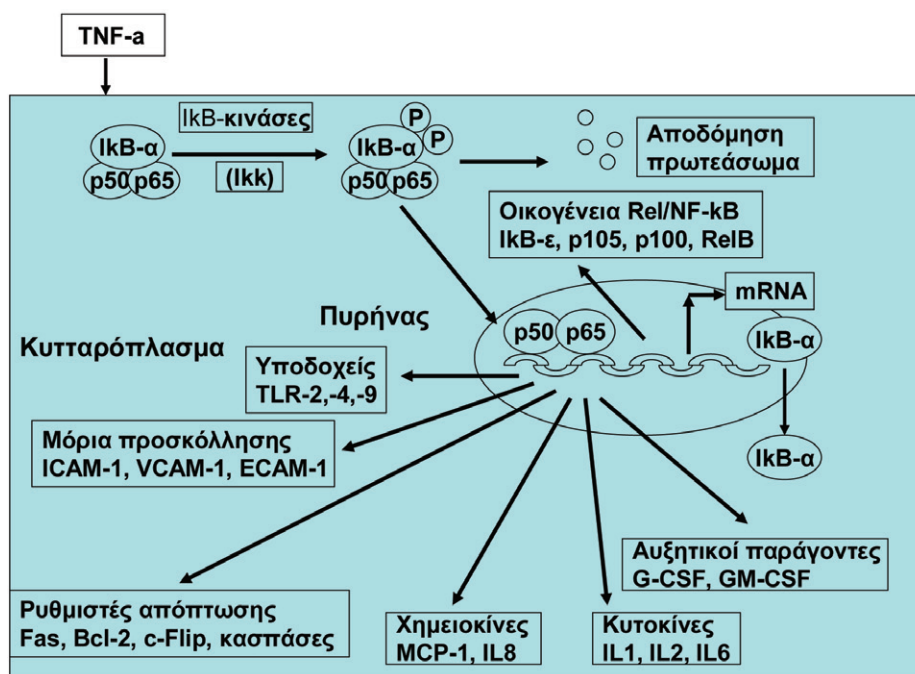 TNF-a
IkB-κινάσες
(Ikk)
IkB-α
p50 p65
P
P
IkB-α
p50 p65
Αποδόμηση
πρωτεάσωμα
Οικογένεια Rel/NF-kB
IkB-ε, p105, p100, RelB
mRNA
Πυρήνας
p50 p65
IkB-α
Κυτταρόπλασμα
Υποδοχείς
TLR-2,-4,-9
Μόρια προσκόλλησης
ICAM-1, VCAM-1, ECAM-1
IkB-α
Αυξητικοί παράγοντες
G-CSF, GM-CSF
Ρυθμιστές απόπτωσης
Fas, Bcl-2, c-Flip, κασπάσες
Χημειοκίνες
MCP-1, IL8
Κυτοκίνες
IL1, IL2, IL6